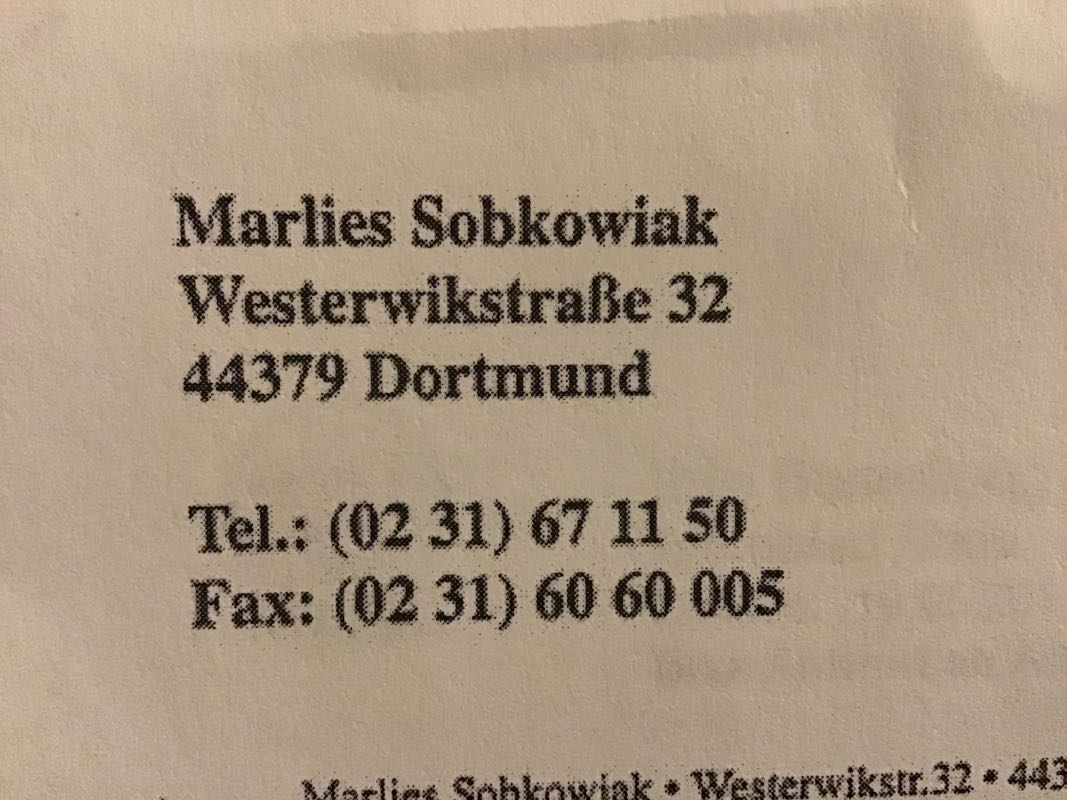 Marlies Sobkowiak
Westerwikstraße 32
44379 Dortmund
Tel.: (02 31) 67 11 50
Fax: (02 31) 60 60 005
Marlies Sobkowiak • Westerwikstr.32 • 443